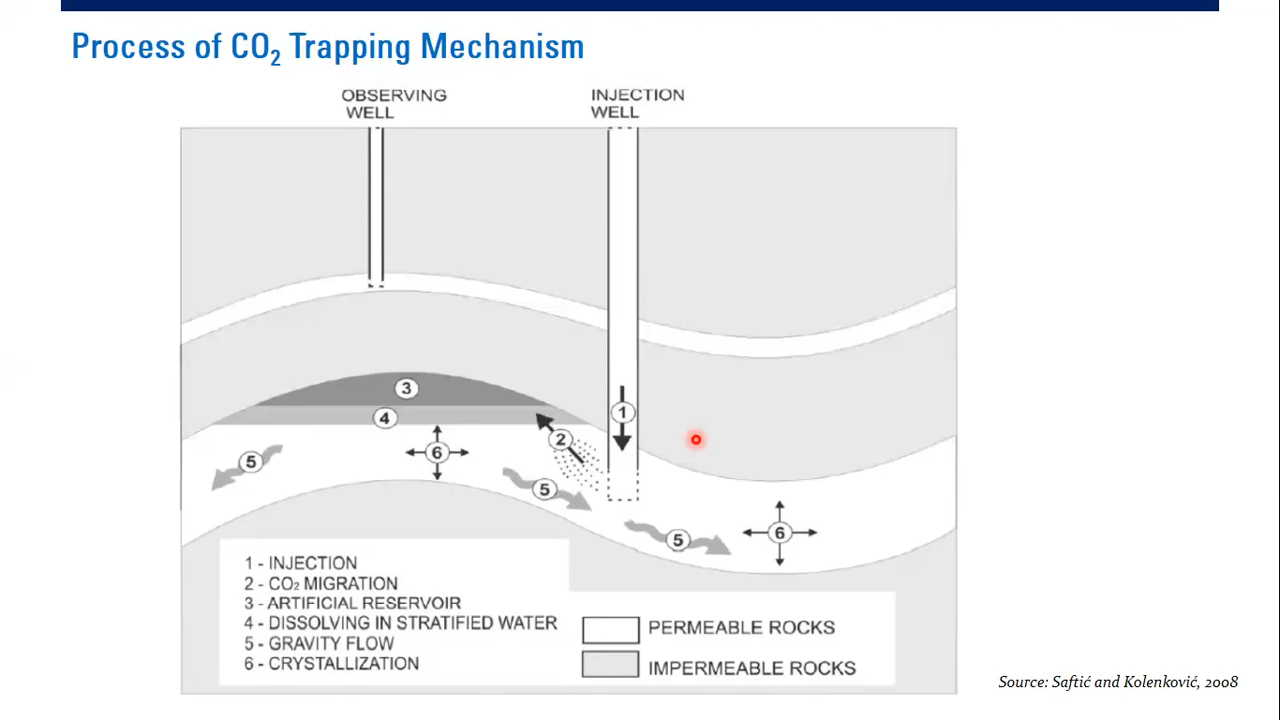 Process of CO₂ Trapping Mechanism
OBSERVING
WELL
INJECTION
WELL
3
4
1
2
6
5
5
5
6
1 - INJECTION
2 - CO₂ MIGRATION
3 - ARTIFICIAL RESERVOIR
4 - DISSOLVING IN STRATIFIED WATER
5 - GRAVITY FLOW
6 - CRYSTALLIZATION
PERMEABLE ROCKS
IMPERMEABLE ROCKS
Source: Saftić and Kolenković, 2008